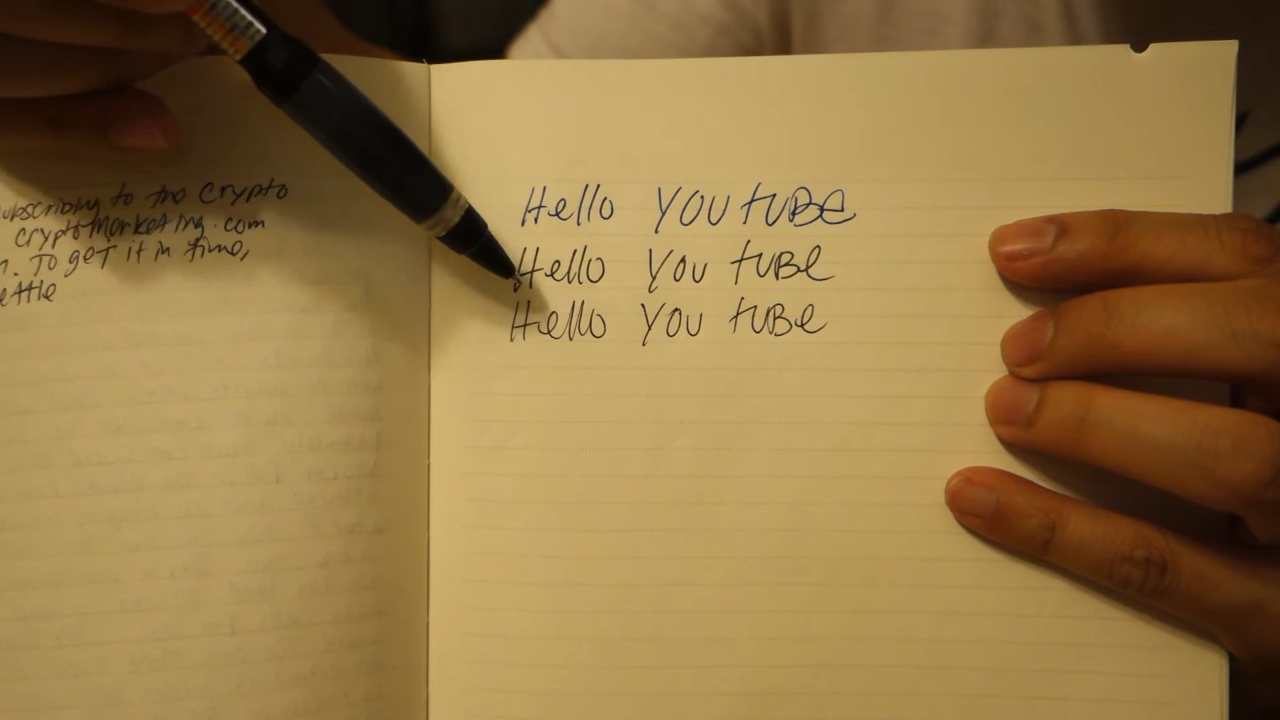 subscribing to the Crypto
cryptomarketing.com
. To get it in time,
Hello YOUtUBE
Hello YOU tUBE
Hello YOU tUBe